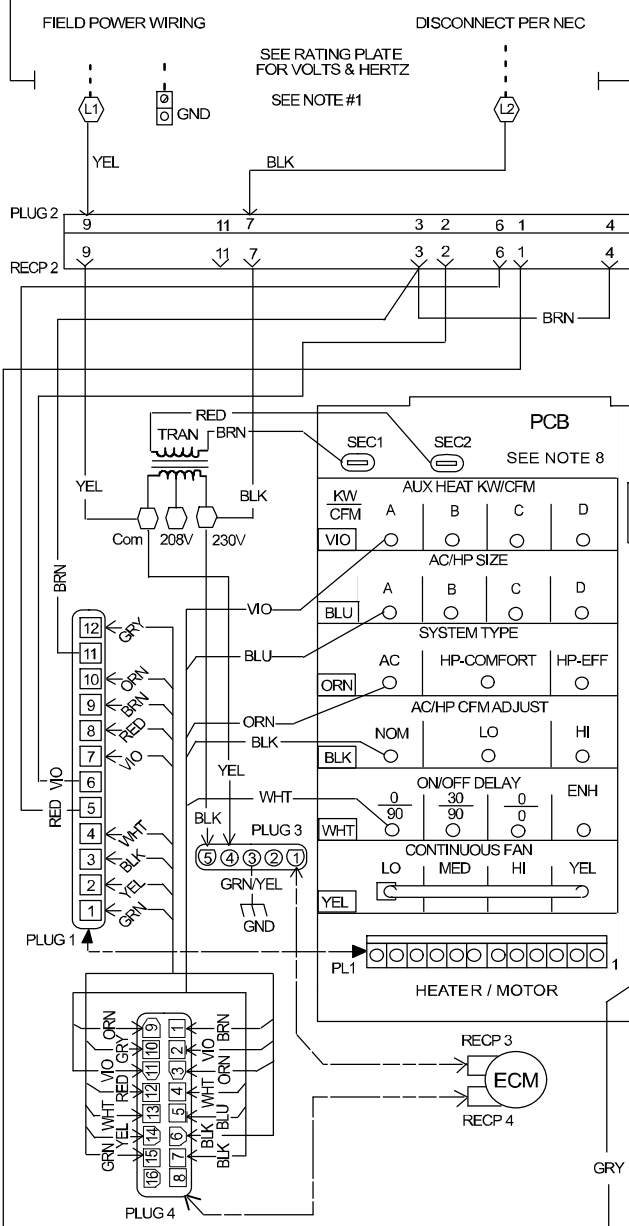 FIELD POWER WIRING
DISCONNECT PER NEC
SEE RATING PLATE
FOR VOLTS & HERTZ
SEE NOTE #1
L1
GND
L2
YEL
BLK
PLUG 2
9 11 7 3 2 6 1 4
9 11 7 3 2 6 1 4
RECP 2
BRN
RED
TRAN
BRN
PCB
SEC1
SEC2
SEE NOTE 8
YEL
BLK
Com 208V 230V
AUX HEAT KW/CFM
KW
CFM
A B C D
VIO
AC/HP SIZE
A B C D
BLU
SYSTEM TYPE
AC HP-COMFORT HP-EFF
ORN
AC/HP CFM ADJUST
NOM LO HI
BLK
ON/OFF DELAY
0 30 0 ENH
90 90 0
WHT
CONTINUOUS FAN
LO MED HI YEL
YEL
PL1
1
HEATER / MOTOR
BRN
VIO
BLU
ORN
BLK
YEL
WHT
VIO
RED
12 GRY
11
10 ORN
9 BRN
8 RED
7 VIO
6
5
4 WHT
3 BLK
2 YEL
1 GRN
PLUG 1
BLK
PLUG 3
5 4 3 2 1
GRN/YEL
GND
ORN 9 1 BRN
GRY 10 2 VIO
VIO 11 3 ORN
RED 12 4 WHT
WHT 13 5 BLU
YEL 14 6 BLK
GRN 15 7 BLK
16 8
PLUG 4
RECP 3
ECM
RECP 4
GRY